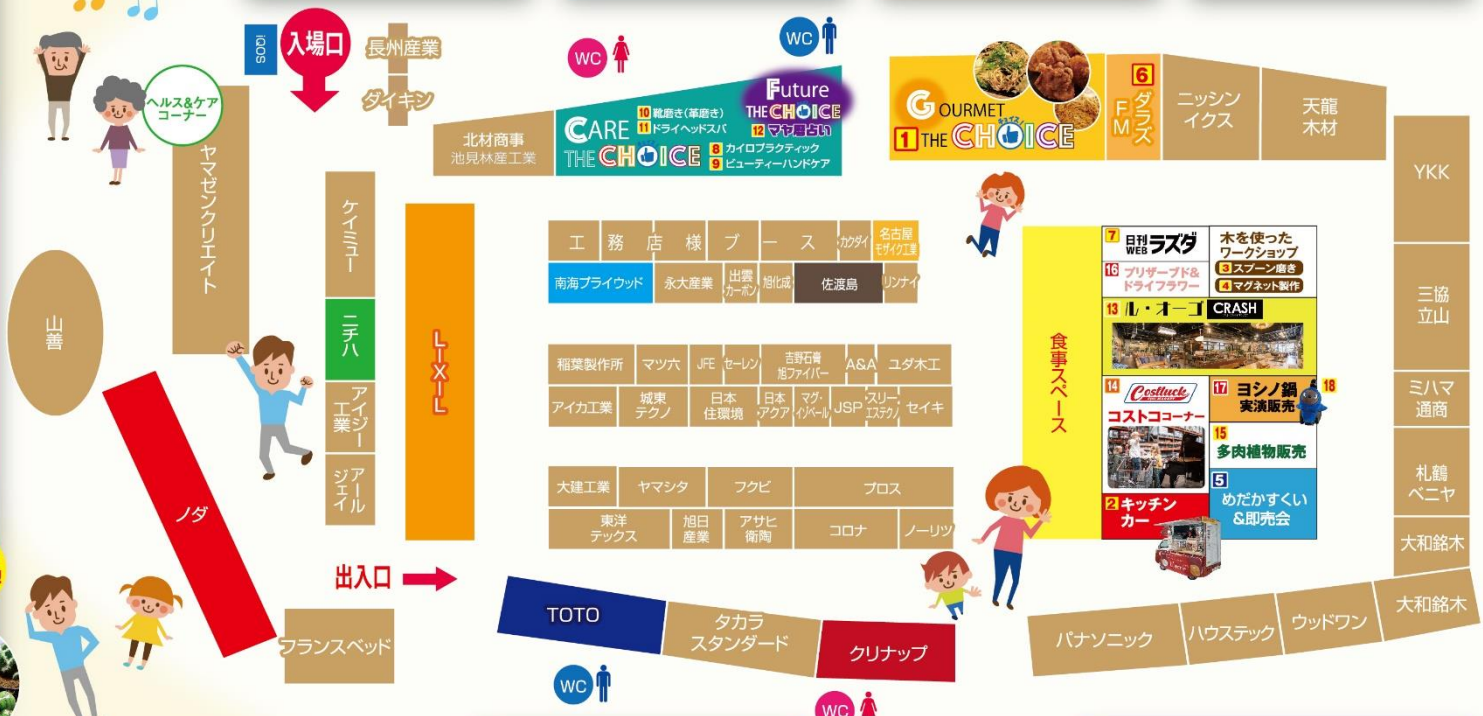 iQOS
入場口
長州産業
ダイキン
WC
WC
ヘルス&ケア
コーナー
ヤマゼンクリエイト
山善
ノダ
ケイミュー
ニチハ
アイジー
工業
アール
ジェイ
LIXIL
出入口
フランスベッド
北材商事
池見林産工業
CARE
THE CHOICE
10 靴磨き(革磨き)
11 ドライヘッドスパ
8 カイロプラクティック
9 ビューティーハンドケア
Future
THE CHOICE
12 マヤ暦占い
GOURMET
チョイス!
1 THE CHOICE
6
ダラズ
FM
ニッシン
イクス
天龍
木材
YKK
三協
立山
ミハマ
通商
札鶴
ベニヤ
大和銘木
大和銘木
工務店様ブース
カクダイ
名古屋
モザイク工業
南海プライウッド
永大産業
出雲
カーボン
旭化成
佐渡島
リンナイ
稲葉製作所
マツ六
JFE
セーレン
吉野石膏
旭ファイバー
A&A
ユダ木工
アイカ工業
城東
テクノ
日本
住環境
日本
アクア
マグ・
イゾベール
JSP
スリー
エステクノ
セイキ
大建工業
ヤマシタ
フクビ
プロス
東洋
テックス
旭日
産業
アサヒ
衛陶
コロナ
ノーリツ
食事スペース
7 日刊
WEB ラズダ
木を使った
ワークショップ
3 スプーン磨き
4 マグネット製作
16 プリザーブド&
ドライフラワー
13 ル・オーゴ CRASH
14 Costluck
コストココーナー
17 ヨシノ鍋
実演販売
18
15
多肉植物販売
2 キッチン
カー
5
めだかすくい
&即売会
TOTO
タカラ
スタンダード
クリナップ
パナソニック
ハウステック
ウッドワン
WC
WC